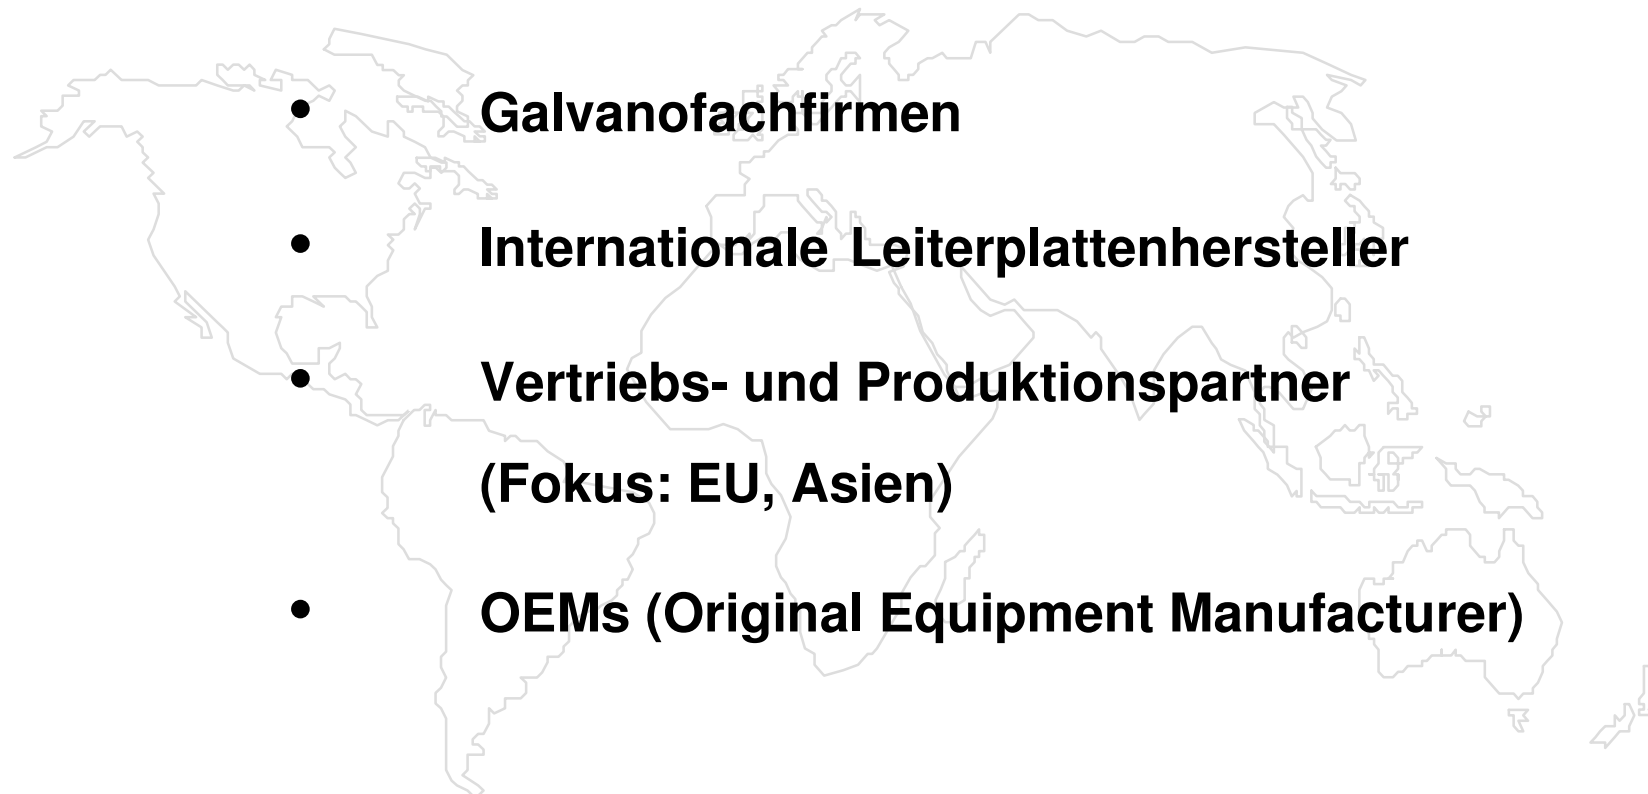 • Galvanofachfirmen
• Internationale Leiterplattenhersteller
• Vertriebs- und Produktionspartner
(Fokus: EU, Asien)
• OEMs (Original Equipment Manufacturer)